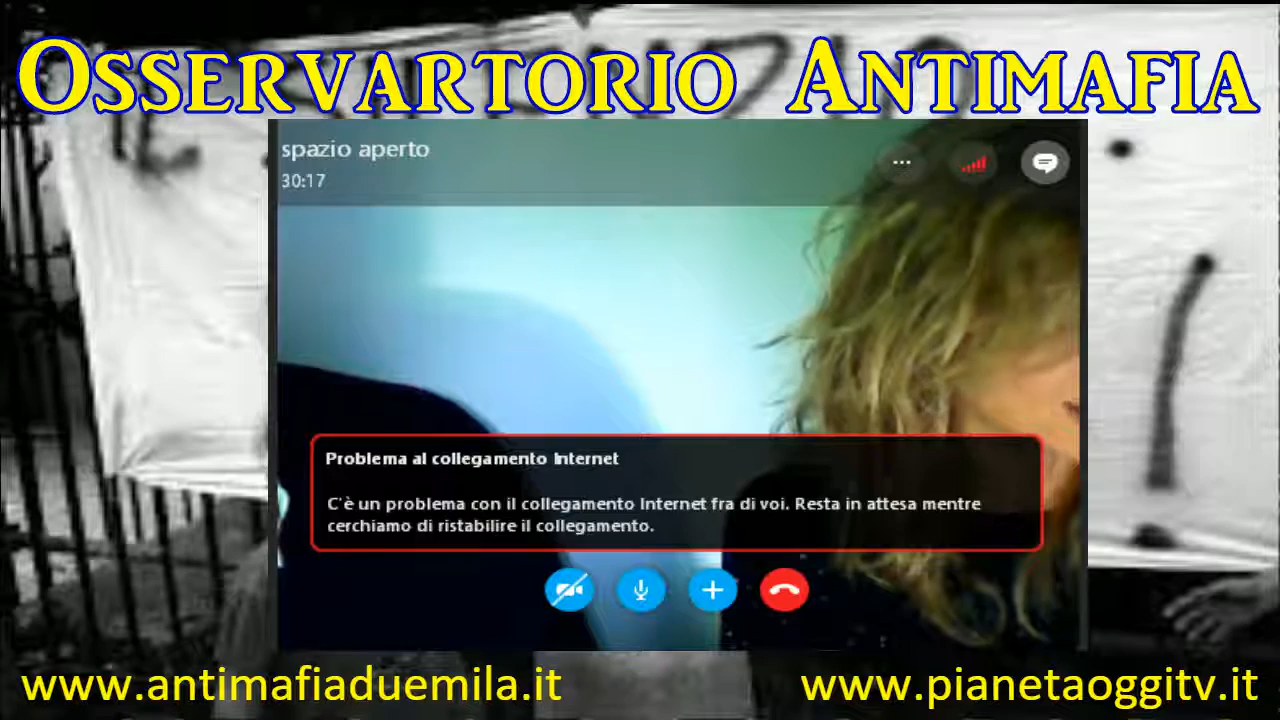 OSSERVARTORIO ANTIMAFIA
spazio aperto
30:17
Problema al collegamento Internet
C'è un problema con il collegamento Internet fra di voi. Resta in attesa mentre
cerchiamo di ristabilire il collegamento.
www.antimafiaduemila.it
www.pianetaoggitv.it